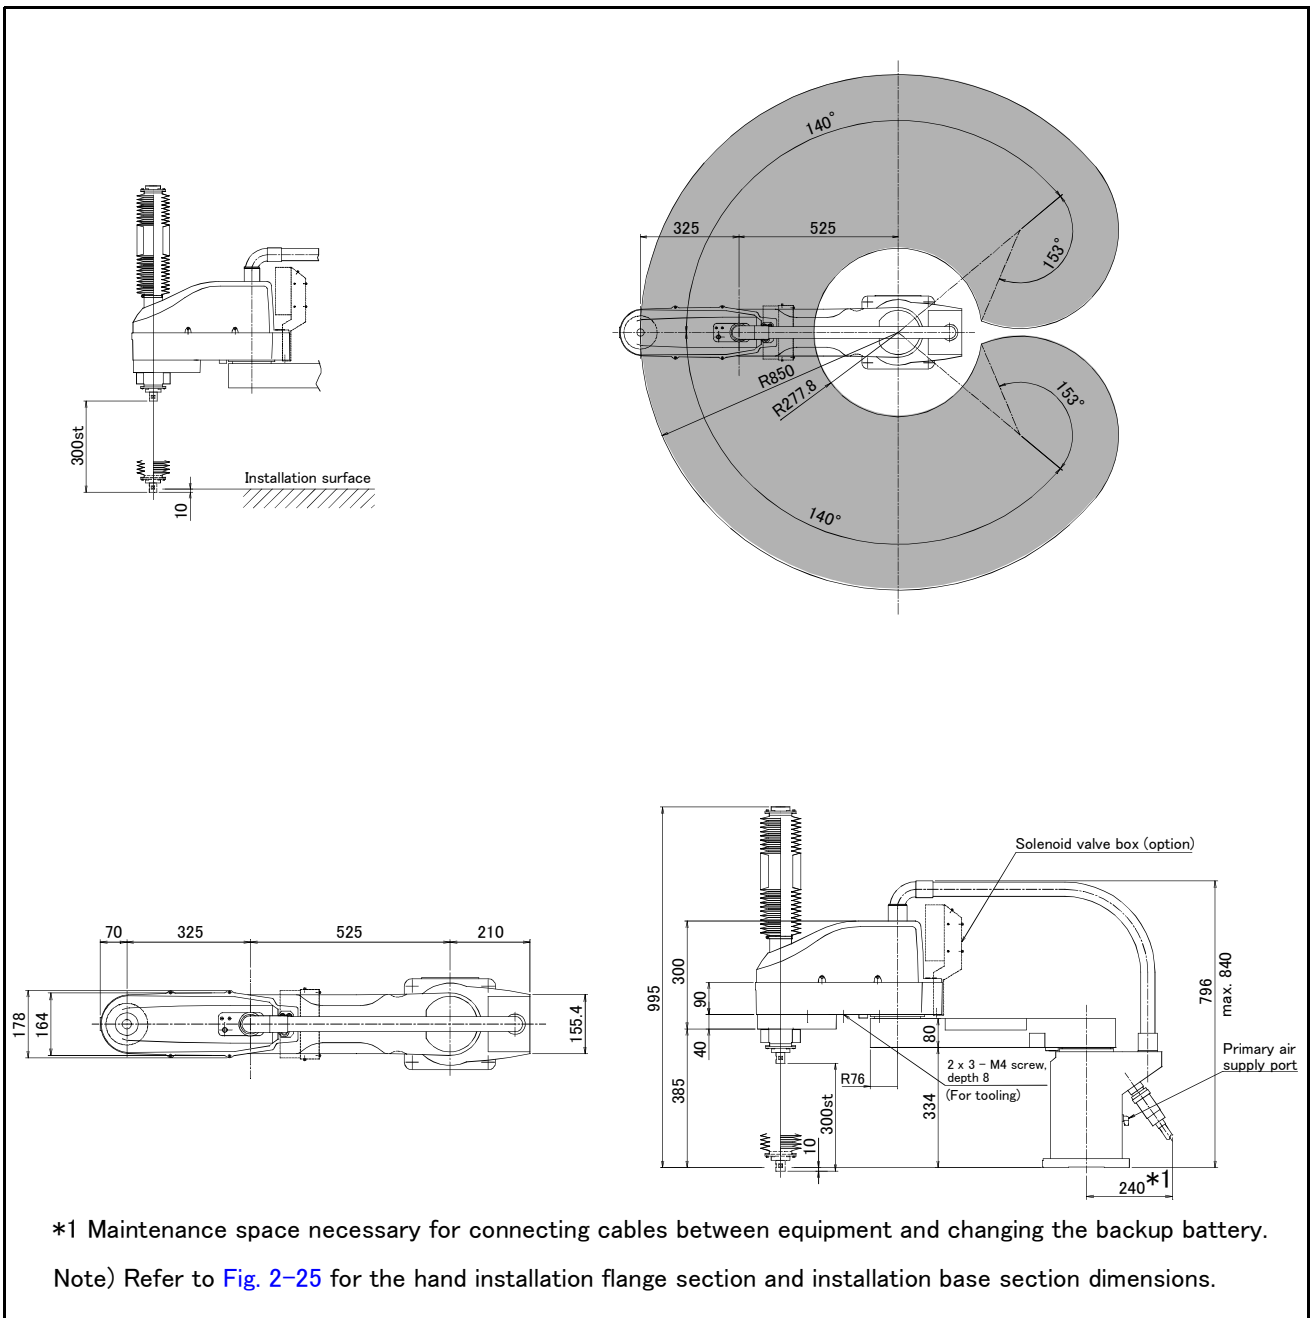 140°
325
525
153°
R850
R277.8
153°
300st
Installation surface
10
140°
Solenoid valve box (option)
70
325
525
210
178
164
155.4
995
300
90
40
385
80
796
max. 840
Primary air
supply port
R76
2 x 3 - M4 screw,
depth 8
(For tooling)
334
300st
10
240*1
*1 Maintenance space necessary for connecting cables between equipment and changing the backup battery.
Note) Refer to Fig. 2-25 for the hand installation flange section and installation base section dimensions.